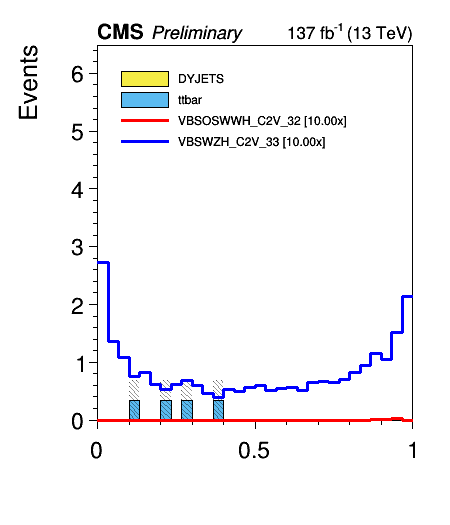 CMS Preliminary 137 fb-1 (13 TeV)
Events
DYJETS
ttbar
VBSOSWWH_C2V_32 [10.00x]
VBSWZH_C2V_33 [10.00x]
6
5
4
3
2
1
0
0 0.5 1